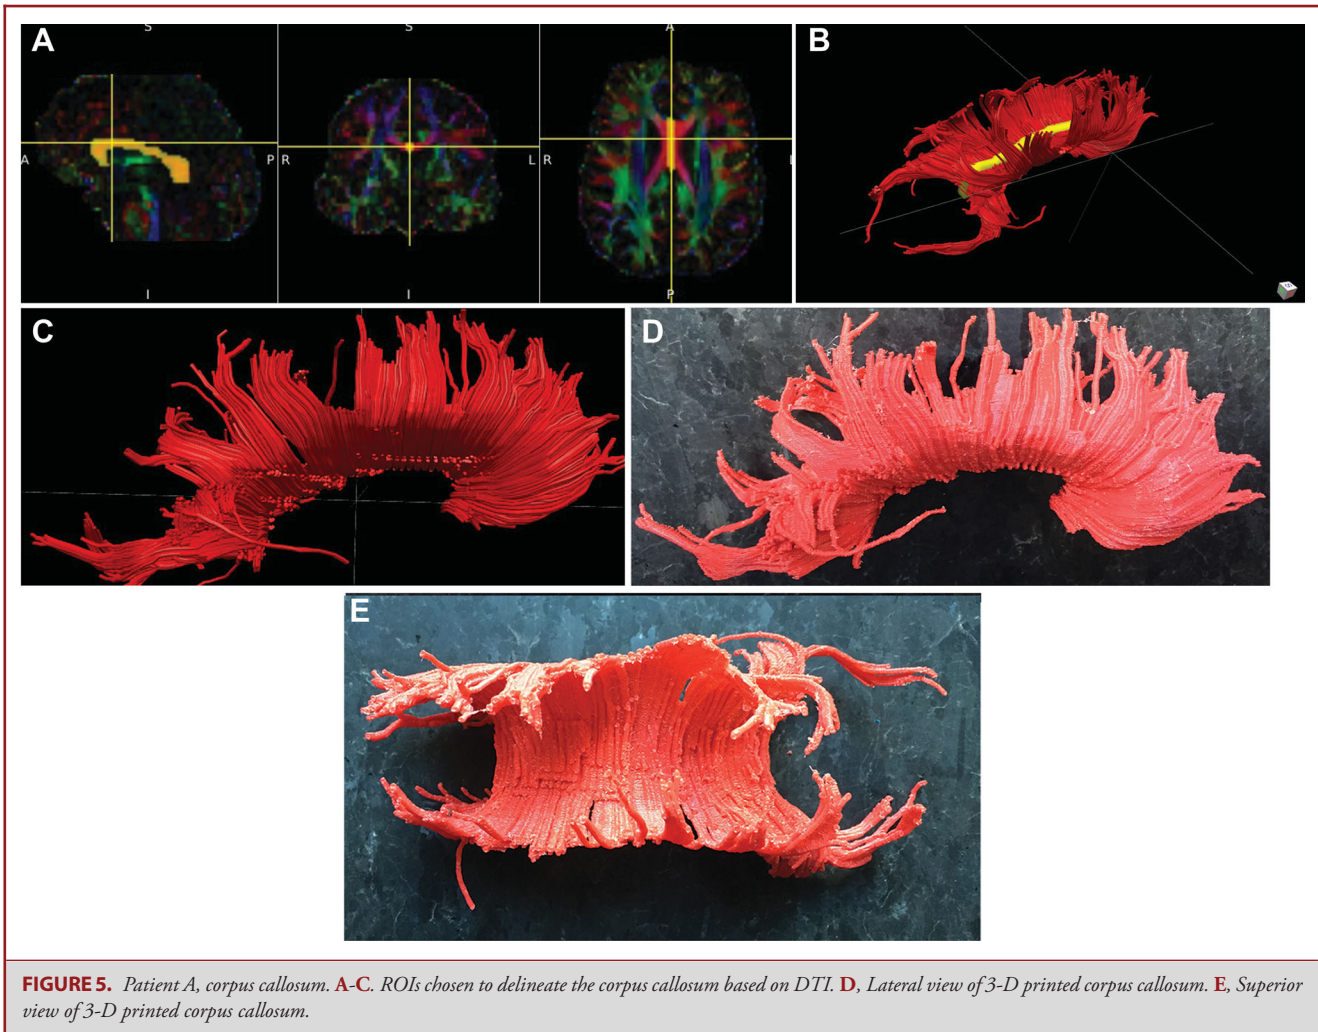 A
S
S
A
A
P
R
L
R
I
I
P
B
C
D
E
FIGURE 5. Patient A, corpus callosum. A-C. ROIs chosen to delineate the corpus callosum based on DTI. D, Lateral view of 3-D printed corpus callosum. E, Superior
view of 3-D printed corpus callosum.